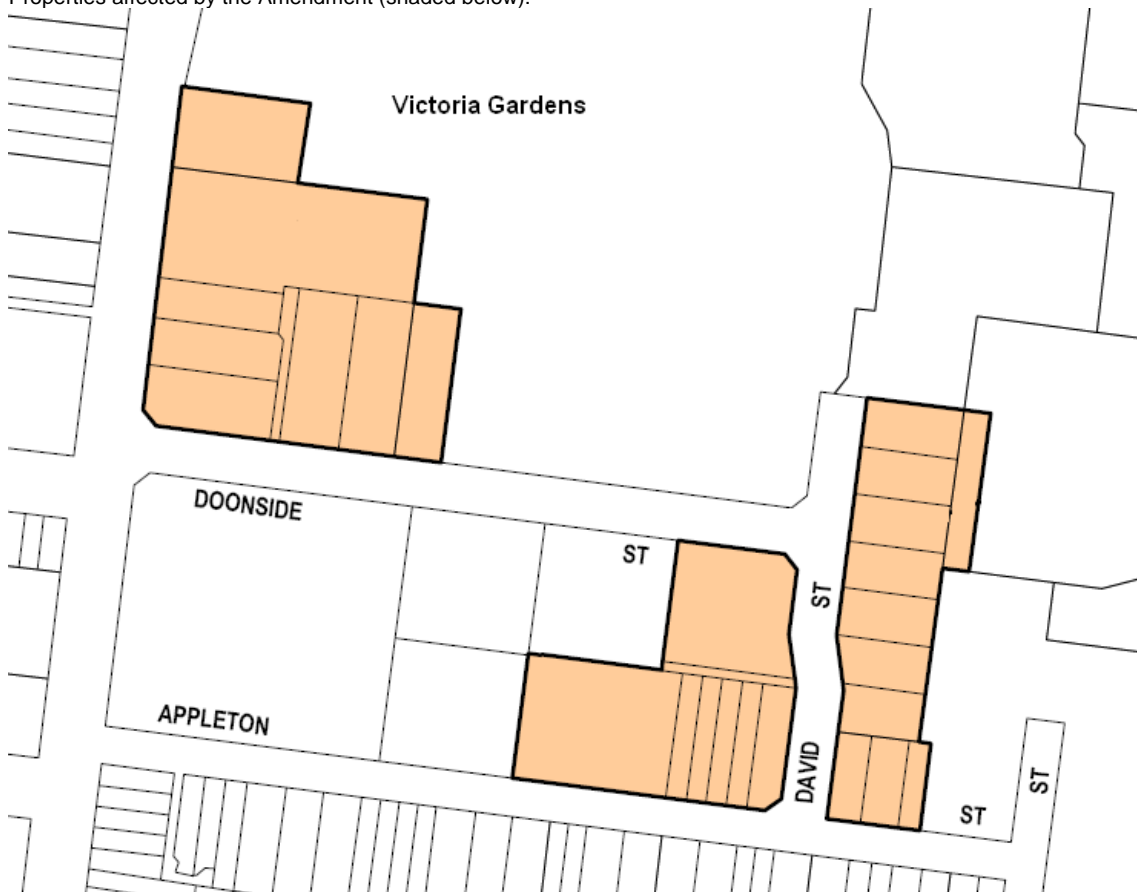 Properties affected by the Amendment (shaded below).
Victoria Gardens
DOONSIDE
ST
ST
APPLETON
DAVID
ST
ST